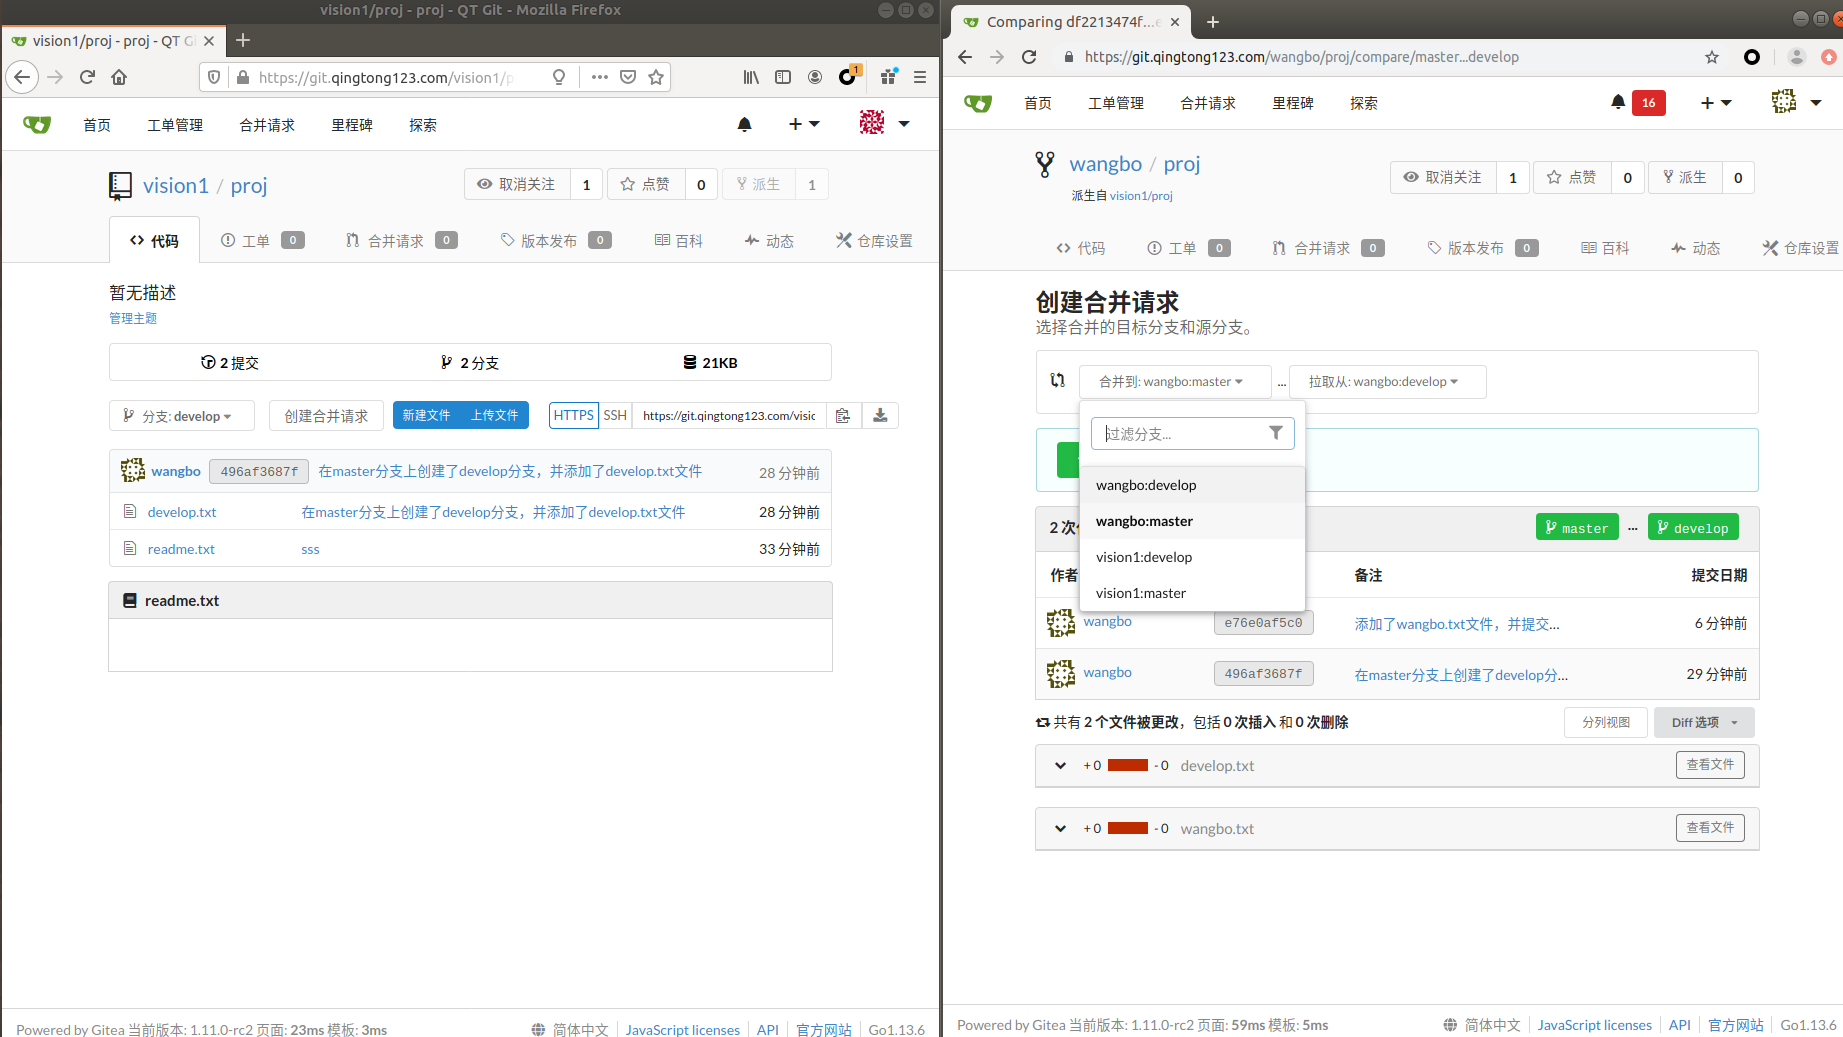 vision1/proj - proj - QT Git - Mozilla Firefox
vision1/proj - proj - QT G
https://git.qingtong123.com/vision1/p
1
首页
工单管理
合并请求
里程碑
探索
vision1 / proj
取消关注 1
点赞 0
派生 1
代码
工单 0
合并请求 0
版本发布 0
百科
动态
仓库设置
暂无描述
管理主题
2 提交
2 分支
21KB
分支: develop
创建合并请求
新建文件
上传文件
HTTPS
SSH
https://git.qingtong123.com/visic
wangbo 496af3687f 在master分支上创建了develop分支，并添加了develop.txt文件 28 分钟前
develop.txt 在master分支上创建了develop分支，并添加了develop.txt文件 28 分钟前
readme.txt sss 33 分钟前
readme.txt
Powered by Gitea 当前版本: 1.11.0-rc2 页面: 23ms 模板: 3ms
简体中文
JavaScript licenses
API
官方网站
Go1.13.6
Comparing df2213474f...e
https://git.qingtong123.com/wangbo/proj/compare/master...develop
首页
工单管理
合并请求
里程碑
探索
16
wangbo / proj
派生自 vision1/proj
取消关注 1
点赞 0
派生 0
代码
工单 0
合并请求 0
版本发布 0
百科
动态
仓库设置
创建合并请求
选择合并的目标分支和源分支。
合并到: wangbo:master ... 拉取从: wangbo:develop
过滤分支...
wangbo:develop
wangbo:master
vision1:develop
vision1:master
2 次
master ... develop
作者 备注 提交日期
wangbo e76e0af5c0 添加了wangbo.txt文件，并提交... 6 分钟前
wangbo 496af3687f 在master分支上创建了develop分... 29 分钟前
共有 2 个文件被更改，包括 0 次插入 和 0 次删除
分列视图
Diff 选项
+ 0 - 0 develop.txt 查看文件
+ 0 - 0 wangbo.txt 查看文件
Powered by Gitea 当前版本: 1.11.0-rc2 页面: 59ms 模板: 5ms
简体中文
JavaScript licenses
API
官方网站
Go1.13.6